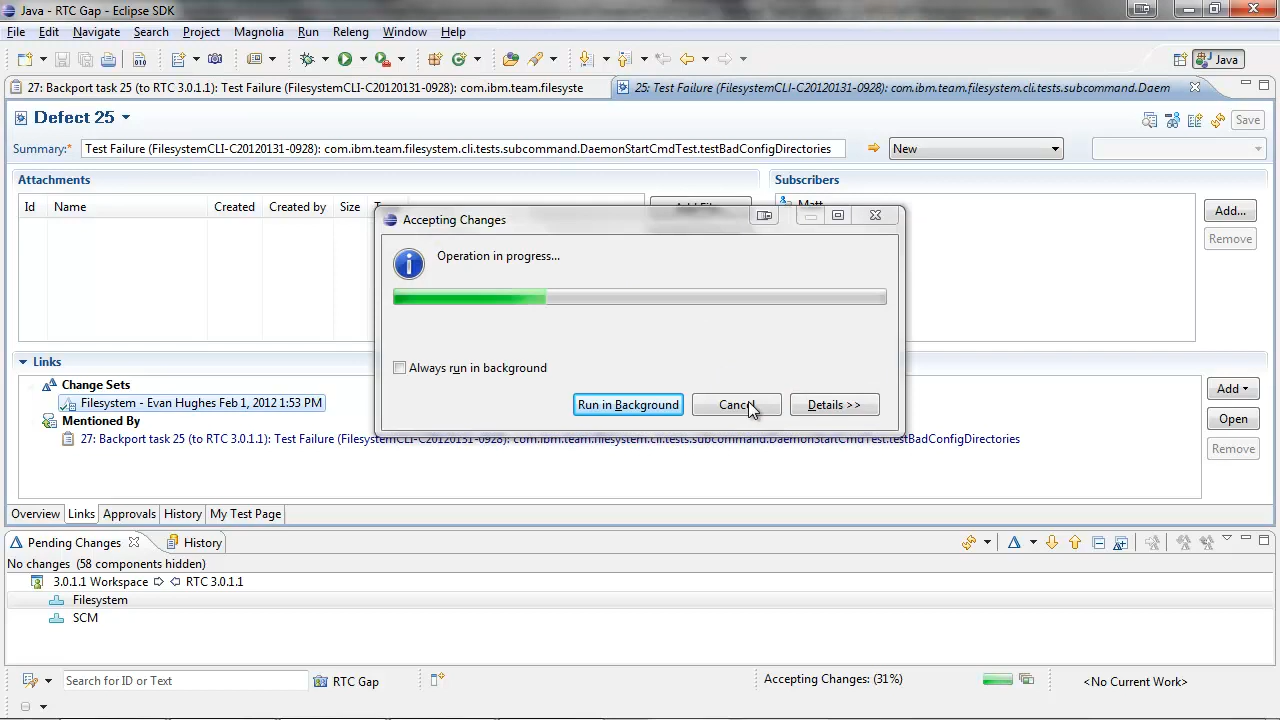 Java - RTC Gap - Eclipse SDK
File Edit Navigate Search Project Magnolia Run Releng Window Help
Java
27: Backport task 25 (to RTC 3.0.1.1): Test Failure (FilesystemCLI-C20120131-0928): com.ibm.team.filesyste
25: Test Failure (FilesystemCLI-C20120131-0928): com.ibm.team.filesystem.cli.tests.subcommand.Daem
Defect 25
Save
Summary:* Test Failure (FilesystemCLI-C20120131-0928): com.ibm.team.filesystem.cli.tests.subcommand.DaemonStartCmdTest.testBadConfigDirectories
New
Attachments
Subscribers
Id Name Created Created by Size
Matt
Add...
Remove
Accepting Changes
Operation in progress...
Always run in background
Run in Background
Cancel
Details >>
Links
Change Sets
Filesystem - Evan Hughes Feb 1, 2012 1:53 PM
Mentioned By
27: Backport task 25 (to RTC 3.0.1.1): Test Failure (FilesystemCLI-C20120131-0928): com.ibm.team.filesystem.cli.tests.subcommand.DaemonStartCmdTest.testBadConfigDirectories
Add
Open
Remove
Overview Links Approvals History My Test Page
Pending Changes
History
No changes (58 components hidden)
3.0.1.1 Workspace RTC 3.0.1.1
Filesystem
SCM
Search for ID or Text
RTC Gap
Accepting Changes: (31%)
<No Current Work>